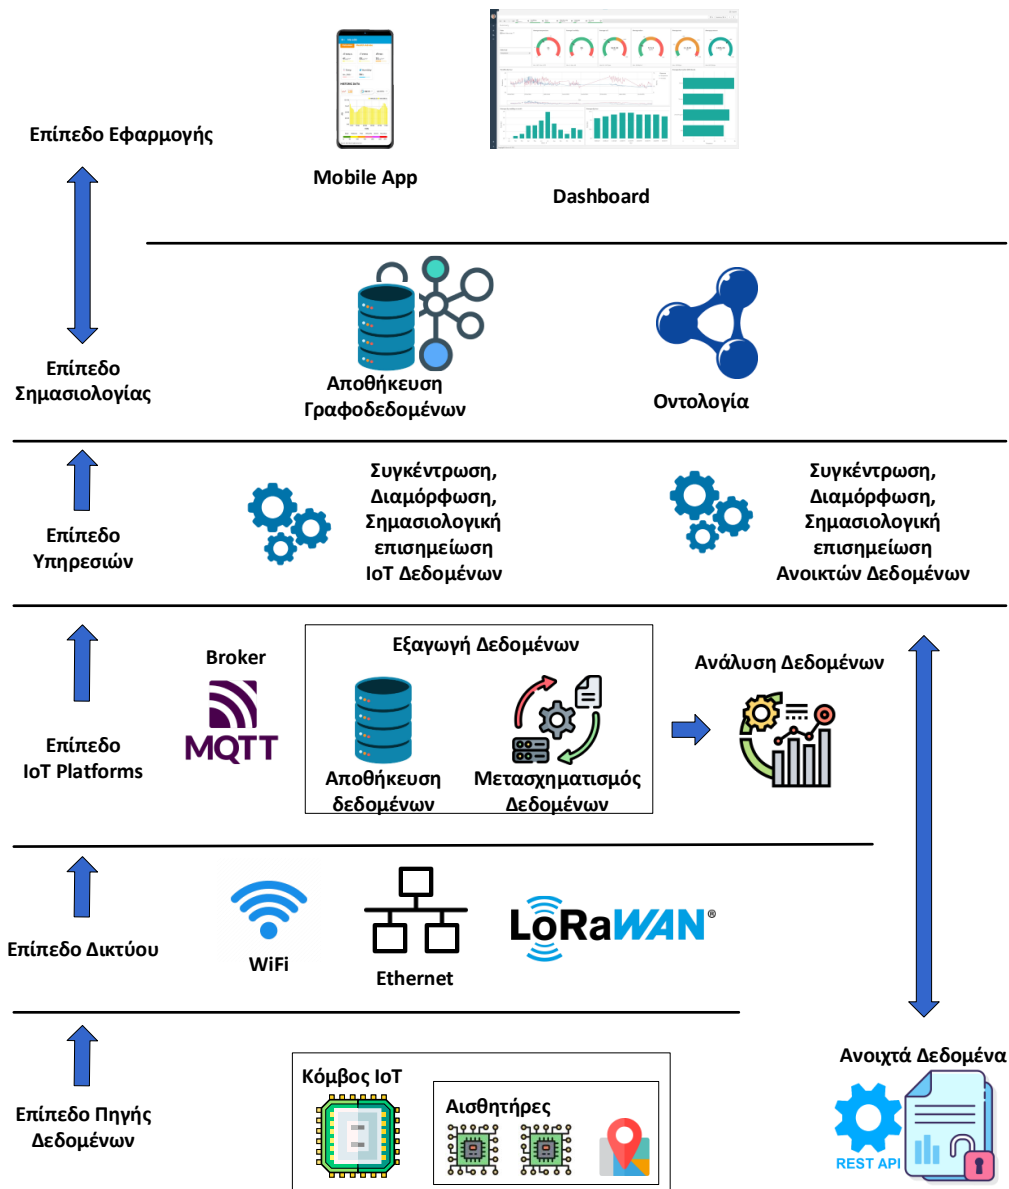 Επίπεδο Εφαρμογής
Mobile App
Dashboard
Επίπεδο
Σημασιολογίας
Αποθήκευση
Γραφοδεδομένων
Οντολογία
Επίπεδο
Υπηρεσιών
Συγκέντρωση,
Διαμόρφωση,
Σημασιολογική
επισημείωση
IoT Δεδομένων
Συγκέντρωση,
Διαμόρφωση,
Σημασιολογική
επισημείωση
Ανοικτών Δεδομένων
Επίπεδο
IoT Platforms
Broker
MQTT
Εξαγωγή Δεδομένων
Αποθήκευση
δεδομένων
Μετασχηματισμός
Δεδομένων
Ανάλυση Δεδομένων
Επίπεδο Δικτύου
WiFi
Ethernet
LoRaWAN®
Επίπεδο Πηγής
Δεδομένων
Κόμβος IoT
Αισθητήρες
Ανοιχτά Δεδομένα
REST API